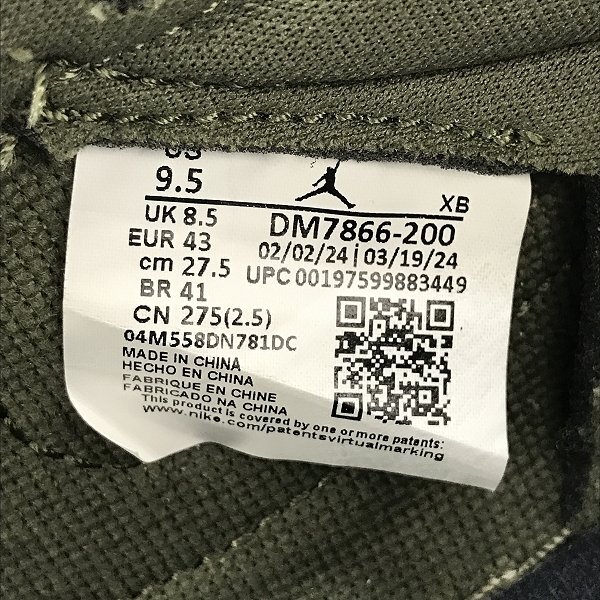 US
9.5
XB
UK 8.5
DM7866-200
EUR 43
02/02/24 | 03/19/24
cm 27.5
UPC 00197599883449
BR 41
CN 275(2.5)
04M558DN781DC
MADE IN CHINA
HECHO EN CHINA
FABRIQUE EN CHINE
FABRICADO NA CHINA
This product is covered by one or more patents:
www.nike.com/patentsvirtualmarking